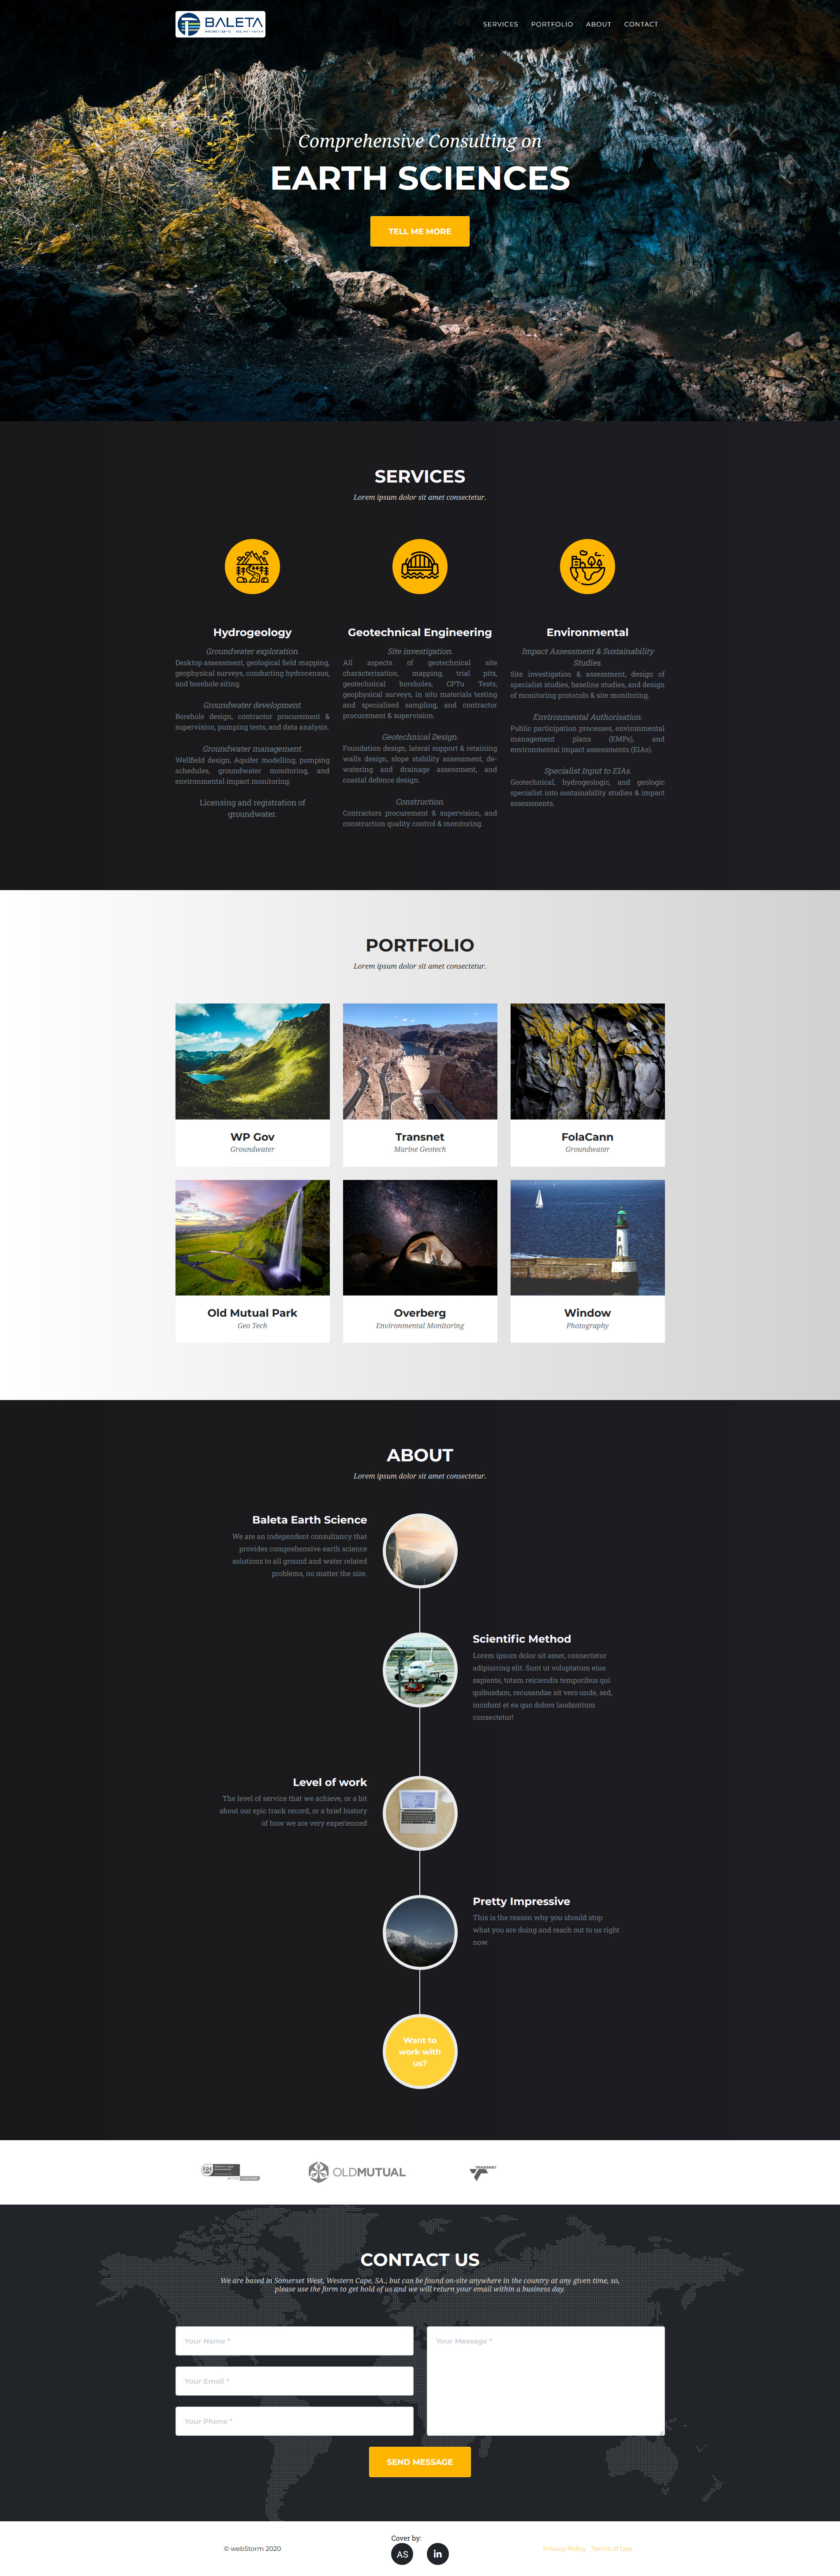 BALETA
SERVICES PORTFOLIO ABOUT CONTACT
Comprehensive Consulting on
EARTH SCIENCES
TELL ME MORE
SERVICES
Lorem ipsum dolor sit amet consectetur.
Hydrogeology
Groundwater exploration.
Desktop assessment, geological field mapping,
geophysical surveys, conducting hydrocensus,
and borehole siting.
Groundwater development.
Borehole design, contractor procurement &
supervision, pumping tests, and data analysis.
Groundwater management.
Wellfield design, Aquifer modelling, pumping
schedules, groundwater monitoring, and
environmental impact monitoring.
Licensing and registration of
groundwater.
Geotechnical Engineering
Site investigation.
All aspects of geotechnical site
characterisation, mapping, trial pits,
geotechnical boreholes, CPTu Tests,
geophysical surveys, in situ materials testing
and specialised sampling, and contractor
procurement & supervision.
Geotechnical Design.
Foundation design, lateral support & retaining
walls design, slope stability assessment, de-
watering and drainage assessment, and
coastal defence design.
Construction.
Contractors procurement & supervision, and
construction quality control & monitoring.
Environmental
Impact Assessment & Sustainability
Studies.
Site investigation & assessment, design of
specialist studies, baseline studies, and design
of monitoring protocols & site monitoring.
Environmental Authorisation.
Public participation processes, environmental
management plans (EMPs), and
environmental impact assessments (EIAs).
Specialist Input to EIAs.
Geotechnical, hydrogeologic, and geologic
specialist into sustainability studies & impact
assessments.
PORTFOLIO
Lorem ipsum dolor sit amet consectetur.
WP Gov
Groundwater
Transnet
Marine Geotech
FolaCann
Groundwater
Old Mutual Park
Geo Tech
Overberg
Environmental Monitoring
Window
Photography
ABOUT
Lorem ipsum dolor sit amet consectetur.
Baleta Earth Science
We are an independent consultancy that
provides comprehensive earth science
solutions to all ground and water related
problems, no matter the size.
Scientific Method
Lorem ipsum dolor sit amet, consectetur
adipisicing elit. Sunt ut voluptatum eius
sapiente, totam reiciendis temporibus qui
quibusdam, recusandae sit vero unde, sed,
incidunt et ea quo dolore laudantium
consectetur!
Level of work
The level of service that we achieve, or a bit
about our epic track record, or a brief history
of how we are very experienced
Pretty Impressive
This is the reason why you should stop
what you are doing and reach out to us right
now
Want to
work with
us?
OLDMUTUAL
TRANSNET
CONTACT US
We are based in Somerset West, Western Cape, SA., but can be found on-site anywhere in the country at any given time, so,
please use the form to get hold of us and we will return your email within a business day.
Your Name *
Your Email *
Your Phone *
Your Message *
SEND MESSAGE
© webStorm 2020
Cover by:
AS in
Privacy Policy Terms of Use